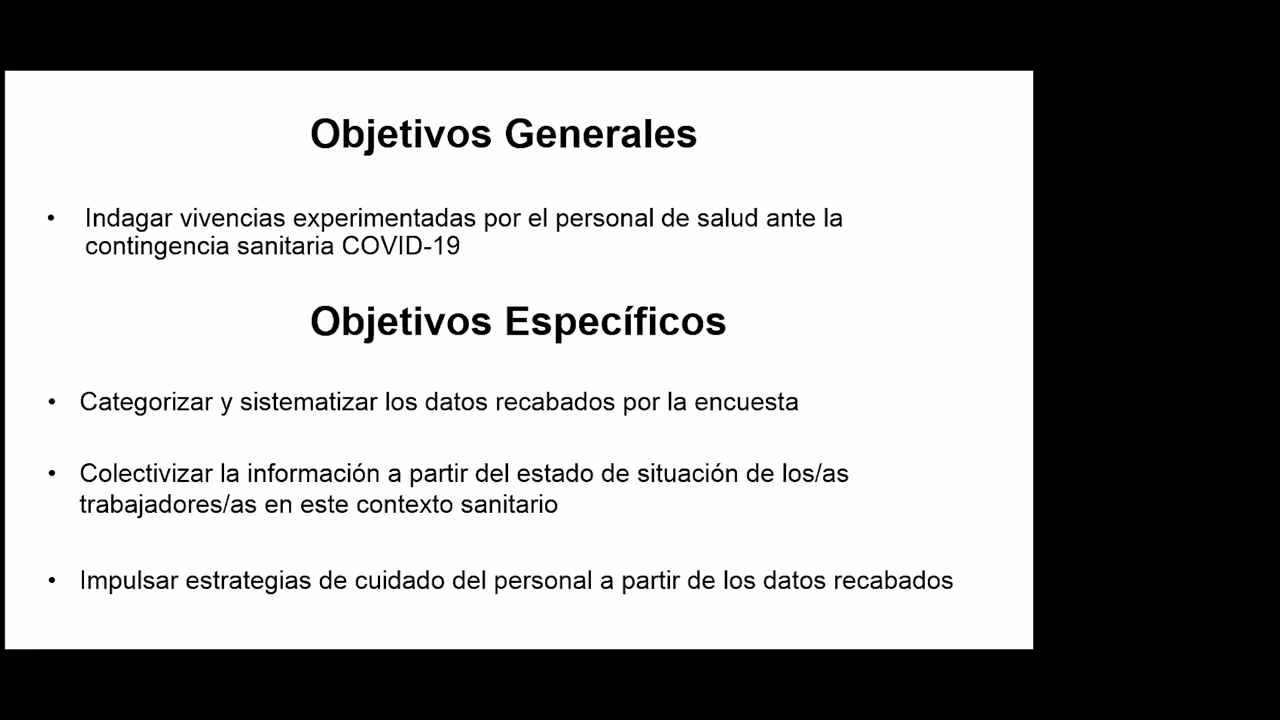 Objetivos Generales
• Indagar vivencias experimentadas por el personal de salud ante la
contingencia sanitaria COVID-19
Objetivos Específicos
• Categorizar y sistematizar los datos recabados por la encuesta
• Colectivizar la información a partir del estado de situación de los/as
trabajadores/as en este contexto sanitario
• Impulsar estrategias de cuidado del personal a partir de los datos recabados